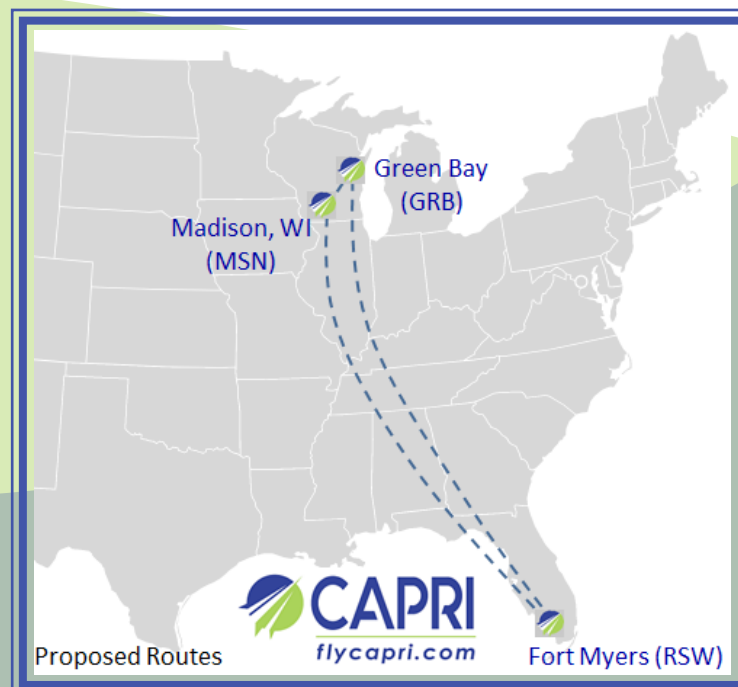 Green Bay
(GRB)
Madison, WI
(MSN)
CAPRI
flycapri.com
Proposed Routes
Fort Myers (RSW)